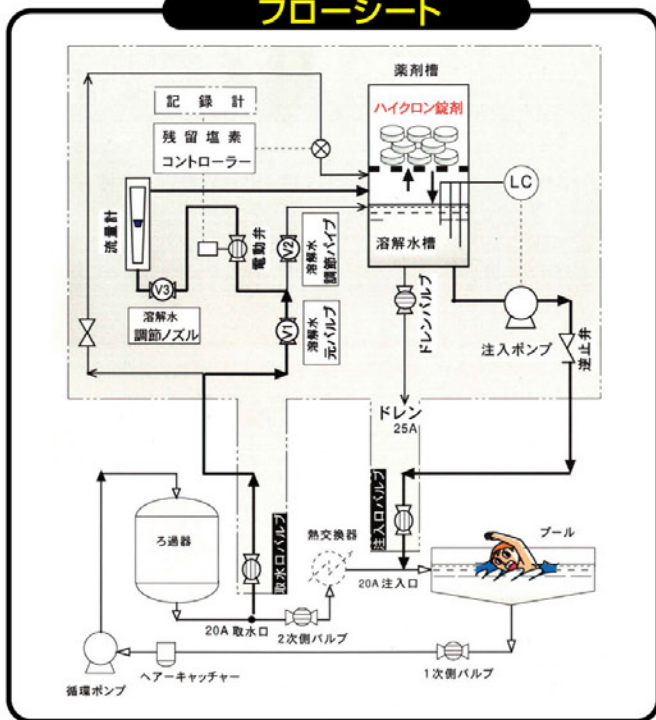 フローシート
薬剤槽
記録計
ハイクロン錠剤
残留塩素
コントローラー
LC
流量計
電動弁
V2
溶解水
調節パイプ
溶解水槽
V3
溶解水
調節ノズル
V1
溶解水
元バルブ
ドレンバルブ
注入ポンプ
逆止弁
ドレン
25A
取水口バルブ
注入口バルブ
ろ過器
熱交換器
プール
20A 注入口
20A 取水口
2次側バルブ
1次側バルブ
循環ポンプ
ヘアーキャッチャー